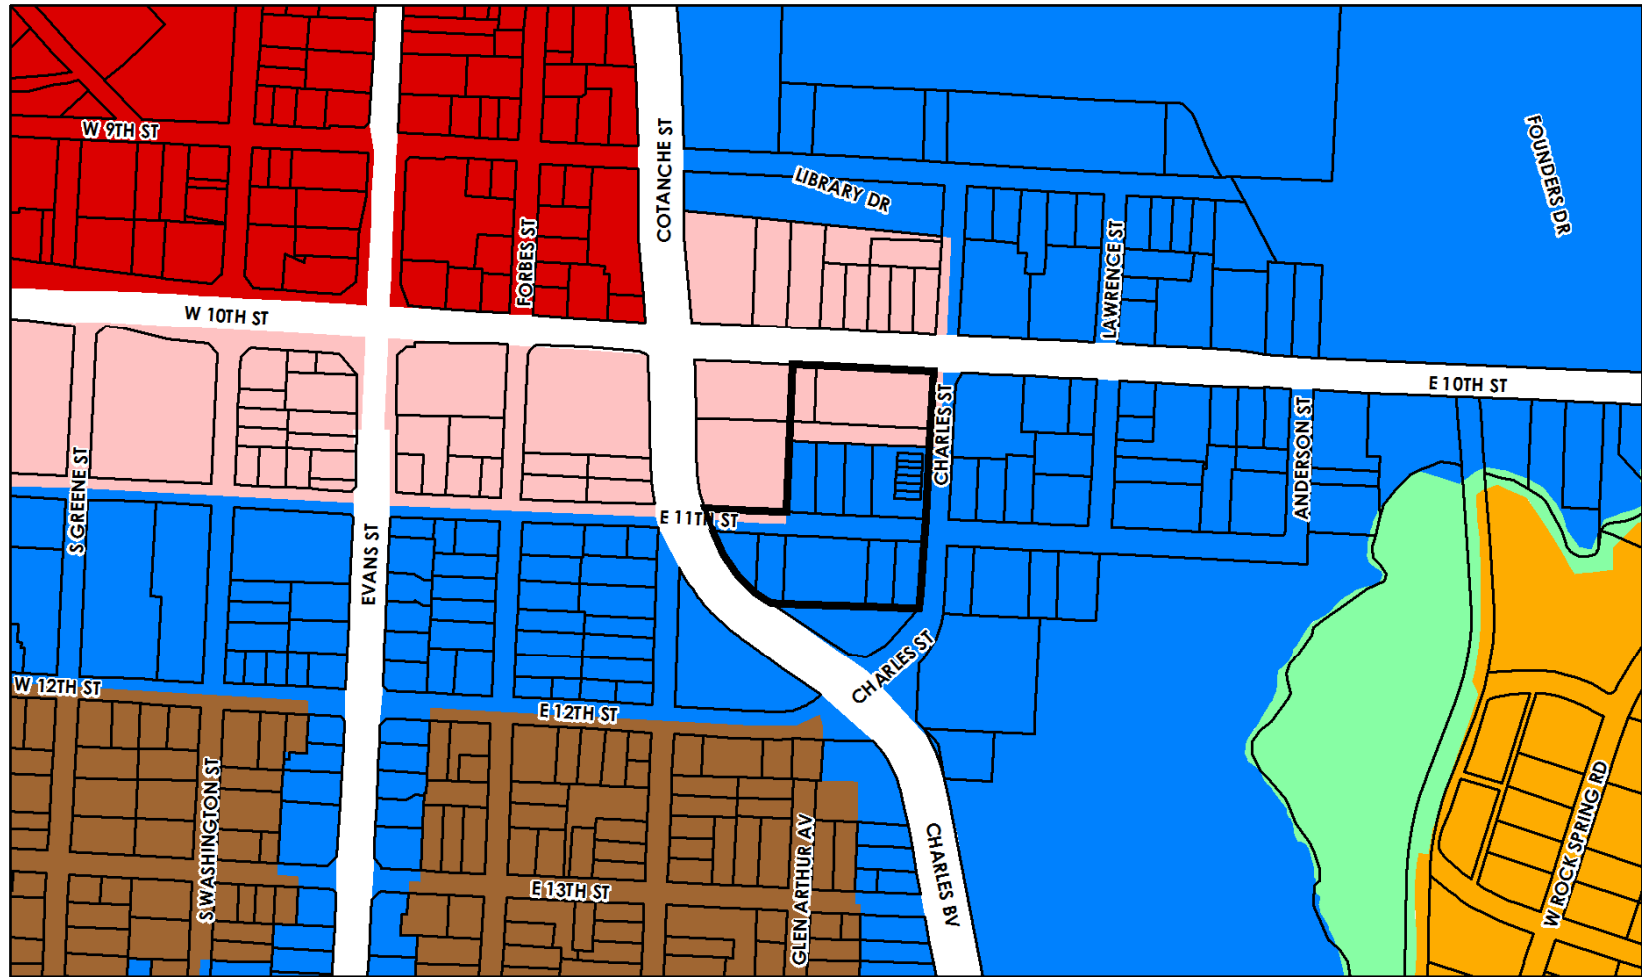 W 9TH ST
COTANCHE ST
FOUNDERS DR
LIBRARY DR
FORBES ST
LAWRENCE ST
W 10TH ST
E 10TH ST
CHARLES ST
ANDERSON ST
S GREENE ST
E 11TH ST
EVANS ST
CHARLES ST
W 12TH ST
E 12TH ST
S WASHINGTON ST
GLEN ARTHUR AV
CHARLES BV
W ROCK SPRING RD
E 13TH ST